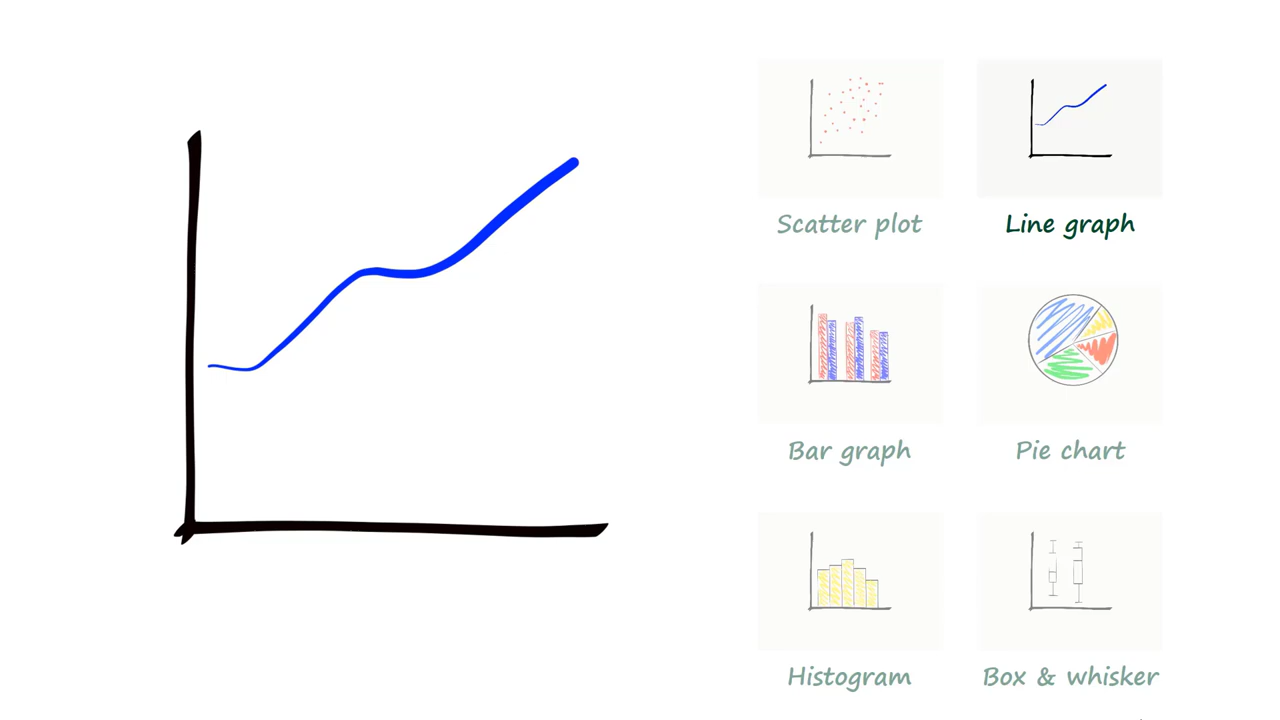 Scatter plot
Line graph
Bar graph
Pie chart
Histogram
Box & whisker